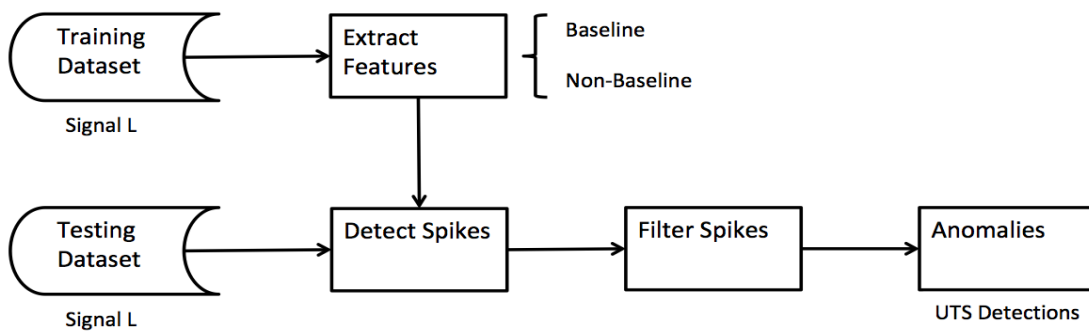 Training
Dataset
Signal L
Extract
Features
Baseline
Non-Baseline
Testing
Dataset
Signal L
Detect Spikes
Filter Spikes
Anomalies
UTS Detections